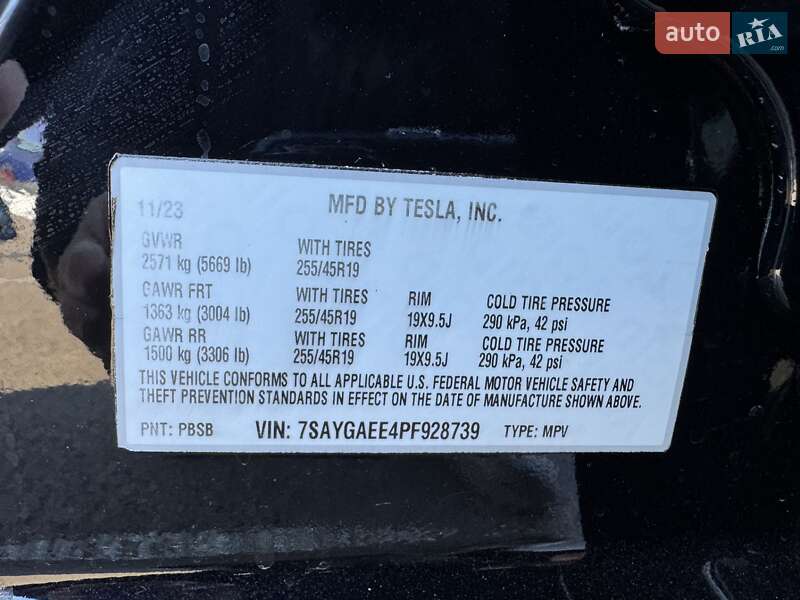 auto RIA.com
11/23 MFD BY TESLA, INC.
GVWR WITH TIRES
2571 kg (5669 lb) 255/45R19
GAWR FRT WITH TIRES RIM COLD TIRE PRESSURE
1363 kg (3004 lb) 255/45R19 19X9.5J 290 kPa, 42 psi
GAWR RR WITH TIRES RIM COLD TIRE PRESSURE
1500 kg (3306 lb) 255/45R19 19X9.5J 290 kPa, 42 psi
THIS VEHICLE CONFORMS TO ALL APPLICABLE U.S. FEDERAL MOTOR VEHICLE SAFETY AND
THEFT PREVENTION STANDARDS IN EFFECT ON THE DATE OF MANUFACTURE SHOWN ABOVE.
PNT: PBSB VIN: 7SAYGAEE4PF928739 TYPE: MPV